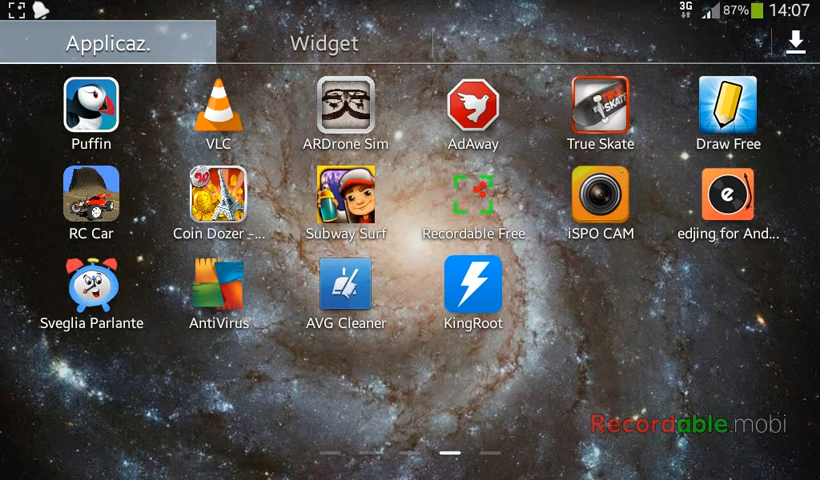 3G 87% 14:07
Applicaz. Widget
Puffin VLC ARDrone Sim AdAway True Skate Draw Free
RC Car Coin Dozer -... Subway Surf Recordable Free iSPO CAM edjing for And...
Sveglia Parlante AntiVirus AVG Cleaner KingRoot
Recordable.mobi